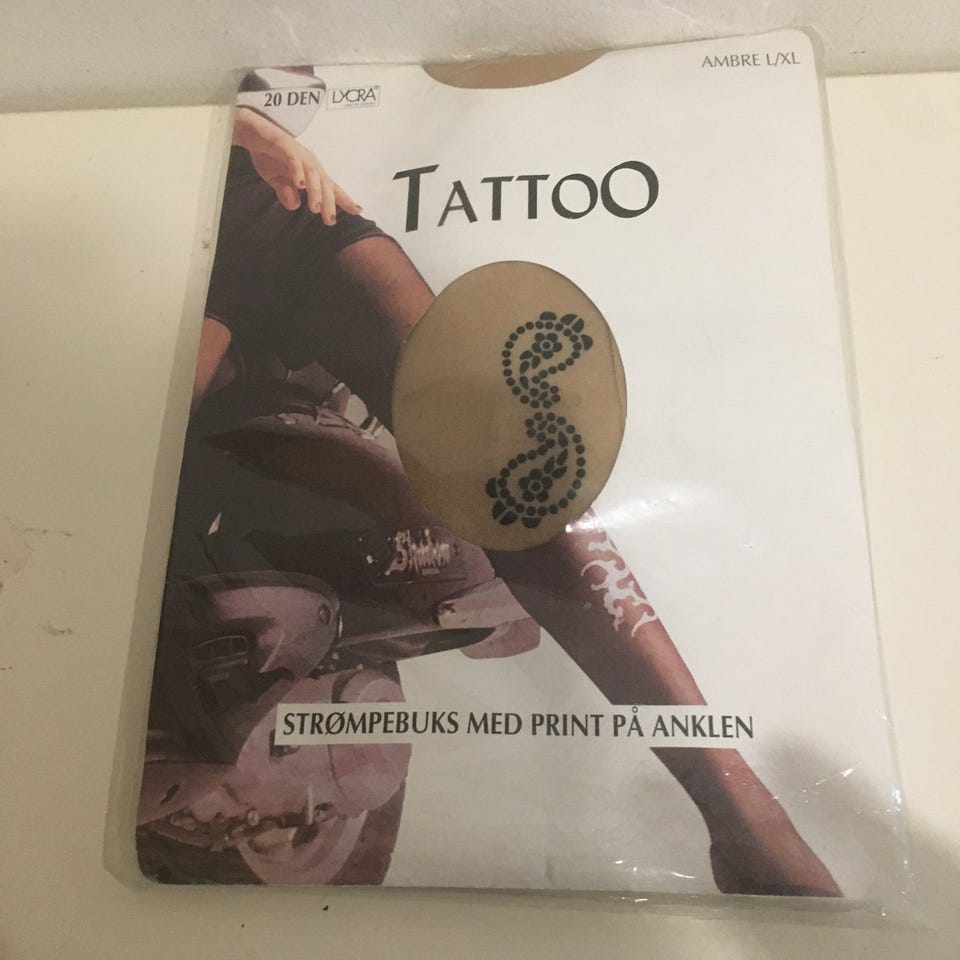 AMBRE L/XL
20 DEN LYCRA
TATTOO
STRØMPEBUKS MED PRINT PÅ ANKLEN